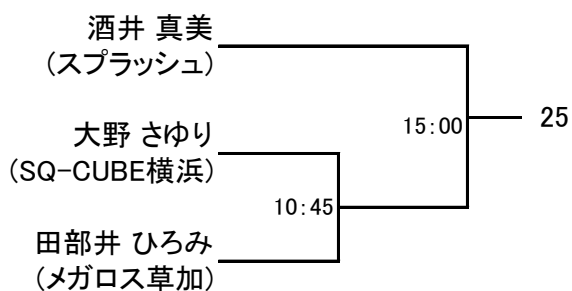 酒井 真美
(スプラッシュ)
15:00
25
大野 さゆり
(SQ-CUBE横浜)
10:45
田部井 ひろみ
(メガロス草加)